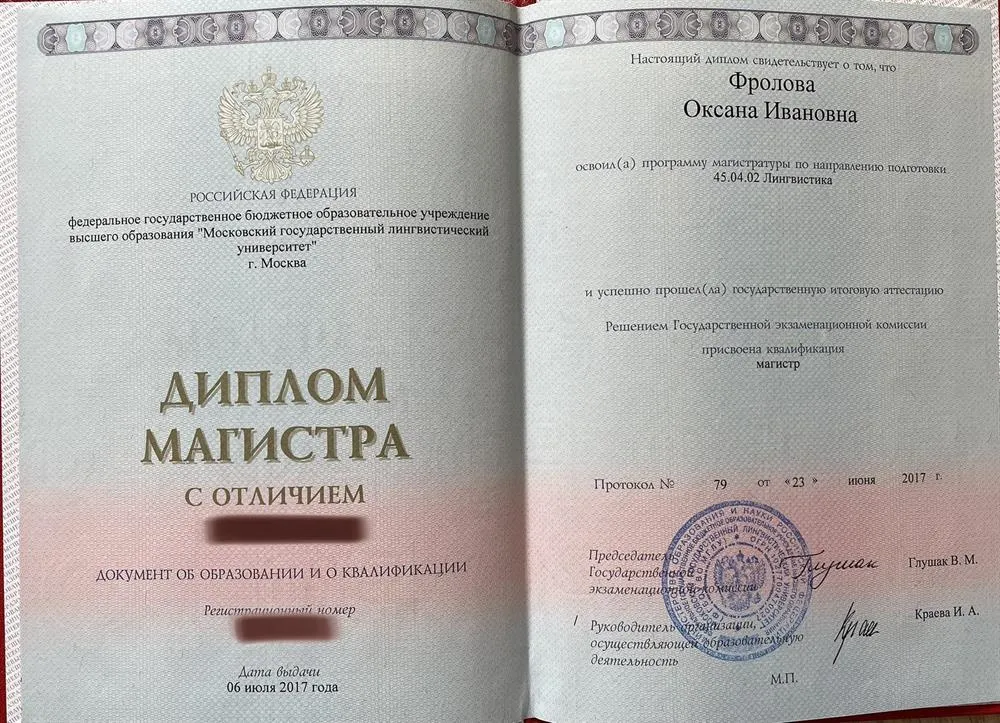 РОССИЙСКАЯ ФЕДЕРАЦИЯ
федеральное государственное бюджетное образовательное учреждение
высшего образования "Московский государственный лингвистический
университет"
г. Москва
ДИПЛОМ
МАГИСТРА
С ОТЛИЧИЕМ
ДОКУМЕНТ ОБ ОБРАЗОВАНИИ И О КВАЛИФИКАЦИИ
Регистрационный номер
Дата выдачи
06 июля 2017 года
Настоящий диплом свидетельствует о том, что
Фролова
Оксана Ивановна
освоил(а) программу магистратуры по направлению подготовки
45.04.02 Лингвистика
и успешно прошел(ла) государственную итоговую аттестацию
Решением Государственной экзаменационной комиссии
присвоена квалификация
магистр
Протокол № 79 от «23» июня 2017 г.
Председатель
Государственной
экзаменационной комиссии
Глушак
Глушак В. М.
Руководитель организации,
осуществляющей образовательную
деятельность
Краева И. А.
М.П.